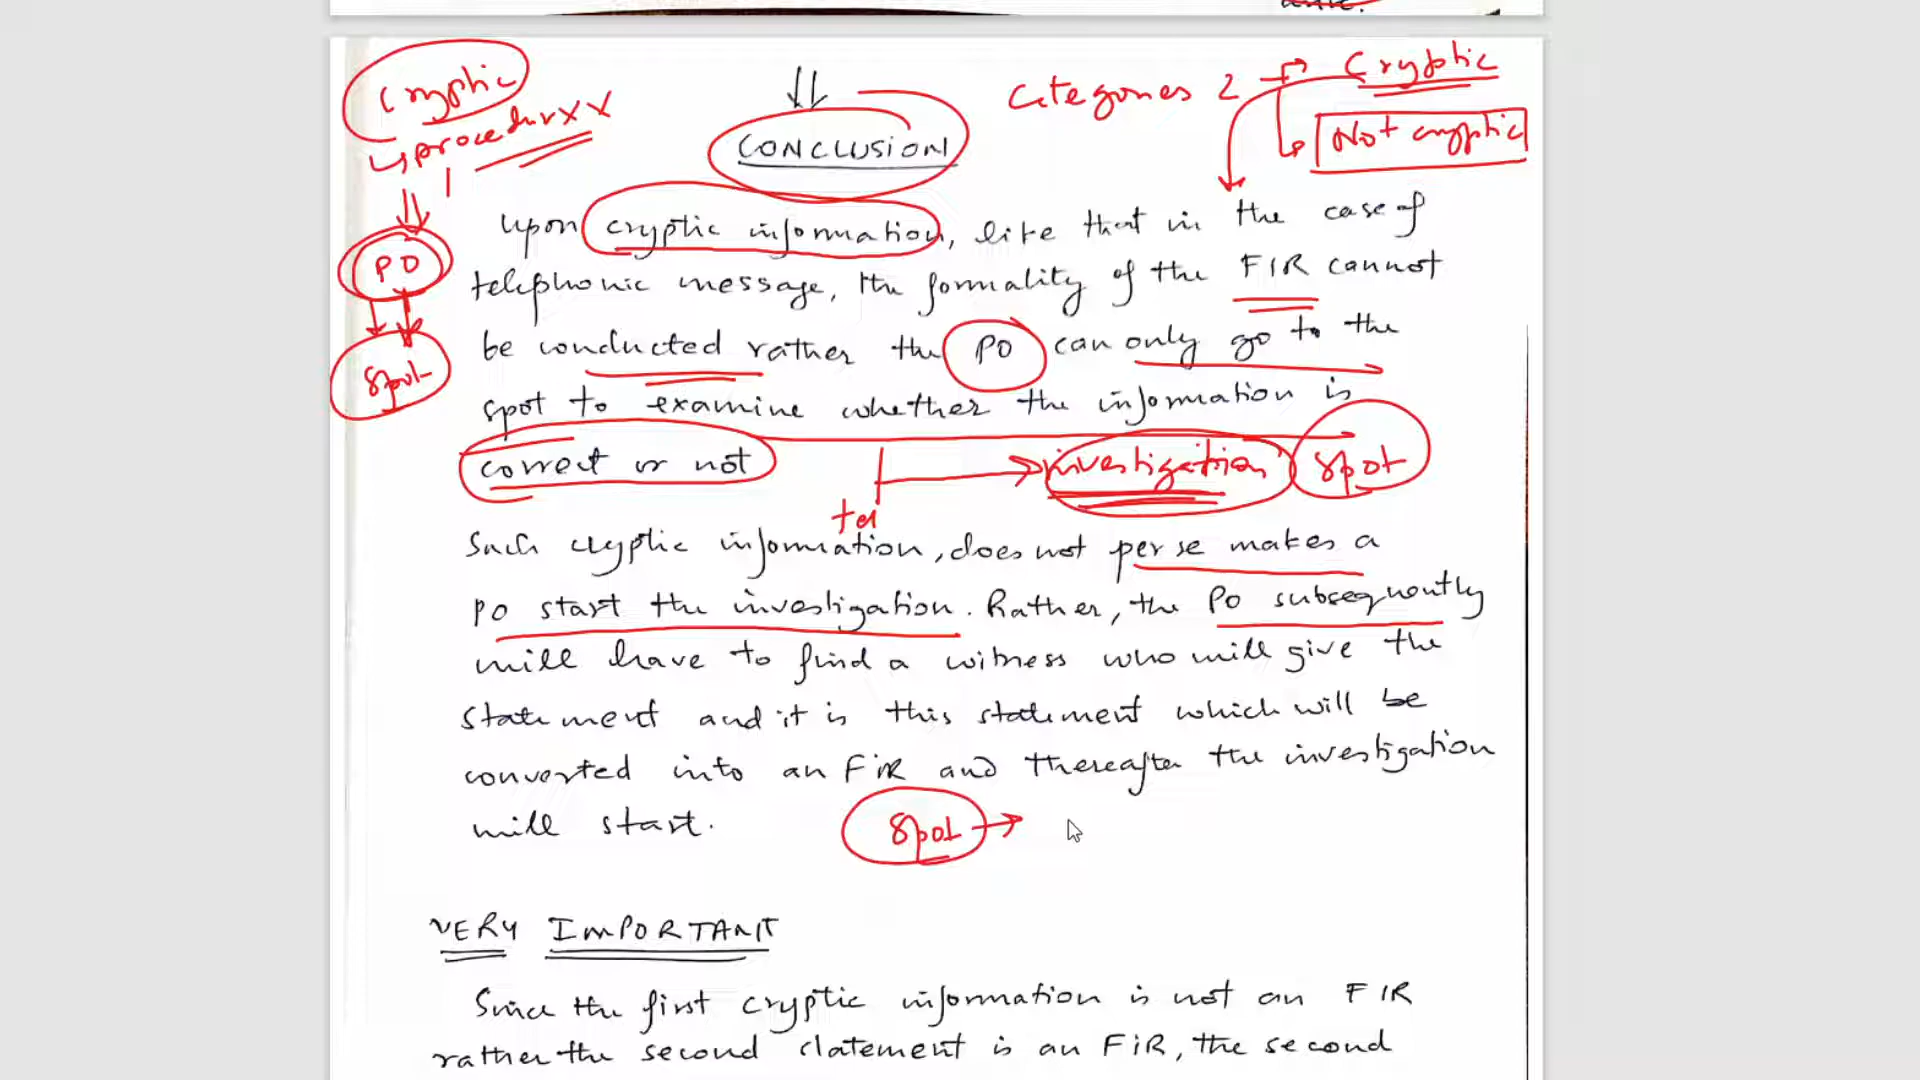 Cryptic
↳ procedur x x
Categories 2
Cryptic
Not cryptic
CONCLUSION
PO
Spot
Upon cryptic information, like that in the case of
telephonic message, the formality of the FIR cannot
be conducted rather the PO can only go to the
spot to examine whether the information is
correct or not
investigation
Spot
tel
Such cryptic information, does not per se makes a
PO start the investigation. Rather, the PO subsequently
will have to find a witness who will give the
statement and it is this statement which will be
converted into an FiR and thereafter the investigation
will start.
Spot →
VERY IMPORTANT
Since the first cryptic information is not an FIR
rather the second statement is an FiR, the second